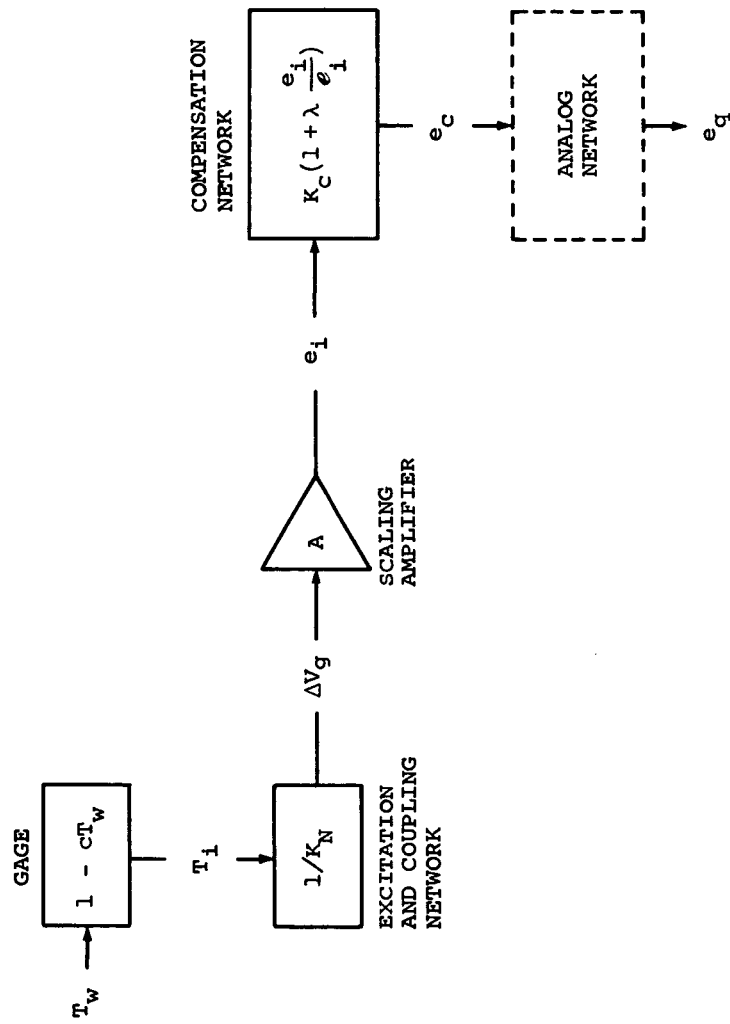 GAGE
T_w
1 - cT_w
T_i
1/K_N
EXCITATION
AND COUPLING
NETWORK
ΔV_g
A
SCALING
AMPLIFIER
e_i
COMPENSATION
NETWORK
K_c(1 + λ e_i/ℯ_i)
e_c
ANALOG
NETWORK
e_q